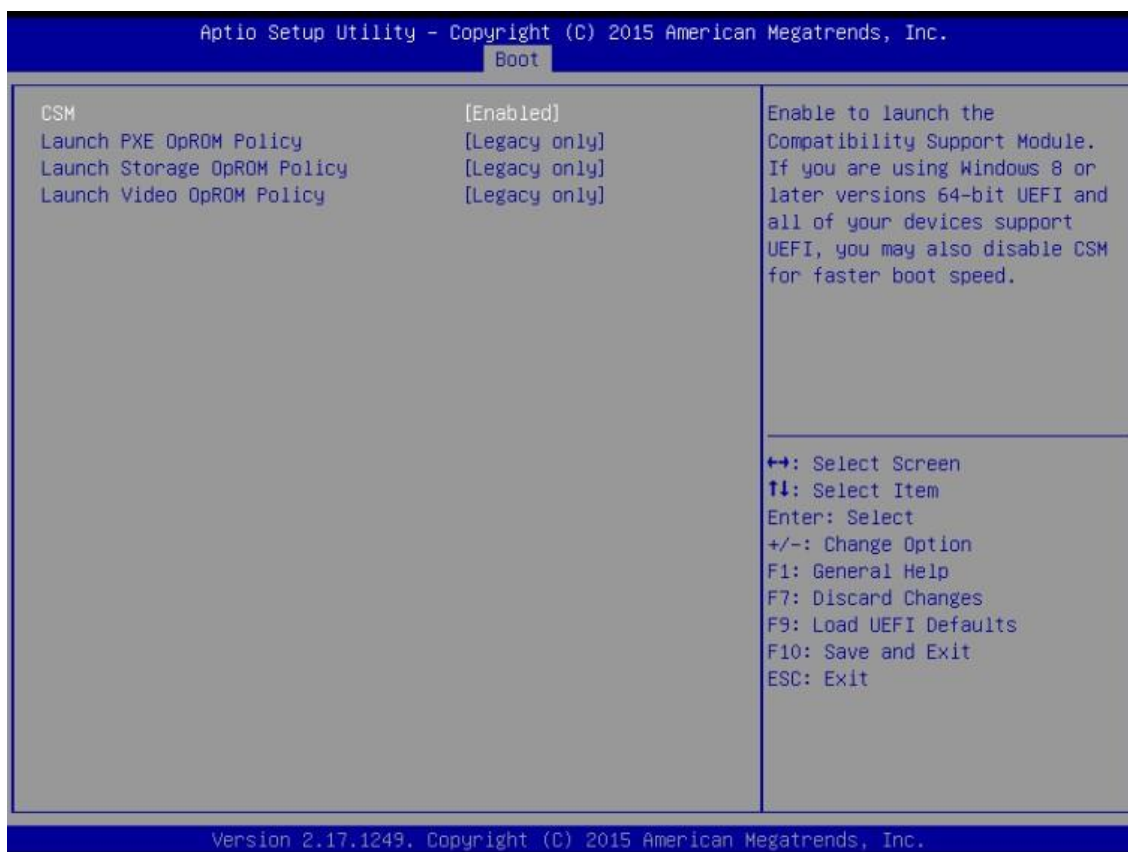 Aptio Setup Utility – Copyright (C) 2015 American Megatrends, Inc.
Boot
CSM [Enabled]
Launch PXE OpROM Policy [Legacy only]
Launch Storage OpROM Policy [Legacy only]
Launch Video OpROM Policy [Legacy only]
Enable to launch the
Compatibility Support Module.
If you are using Windows 8 or
later versions 64-bit UEFI and
all of your devices support
UEFI, you may also disable CSM
for faster boot speed.
↔: Select Screen
↑↓: Select Item
Enter: Select
+/-: Change Option
F1: General Help
F7: Discard Changes
F9: Load UEFI Defaults
F10: Save and Exit
ESC: Exit
Version 2.17.1249. Copyright (C) 2015 American Megatrends, Inc.